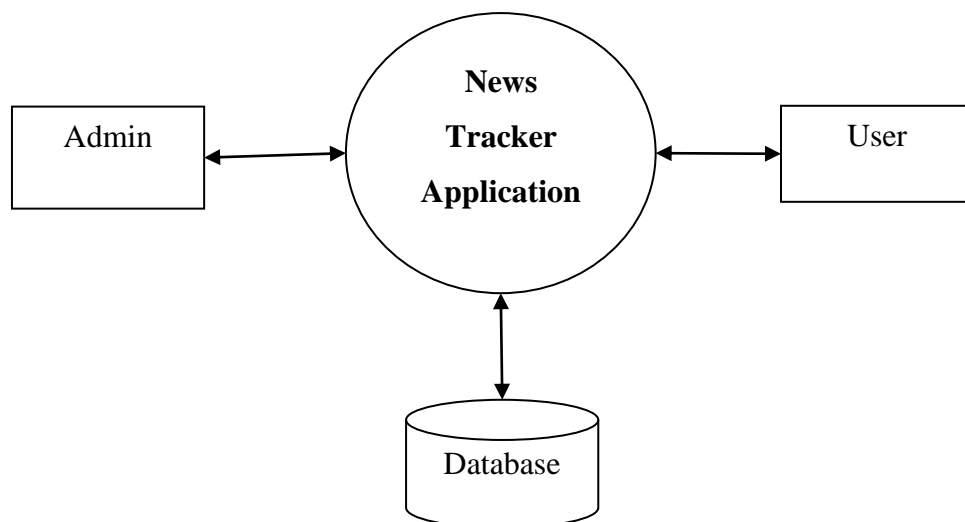 News
Tracker
Application
Admin
User
Database